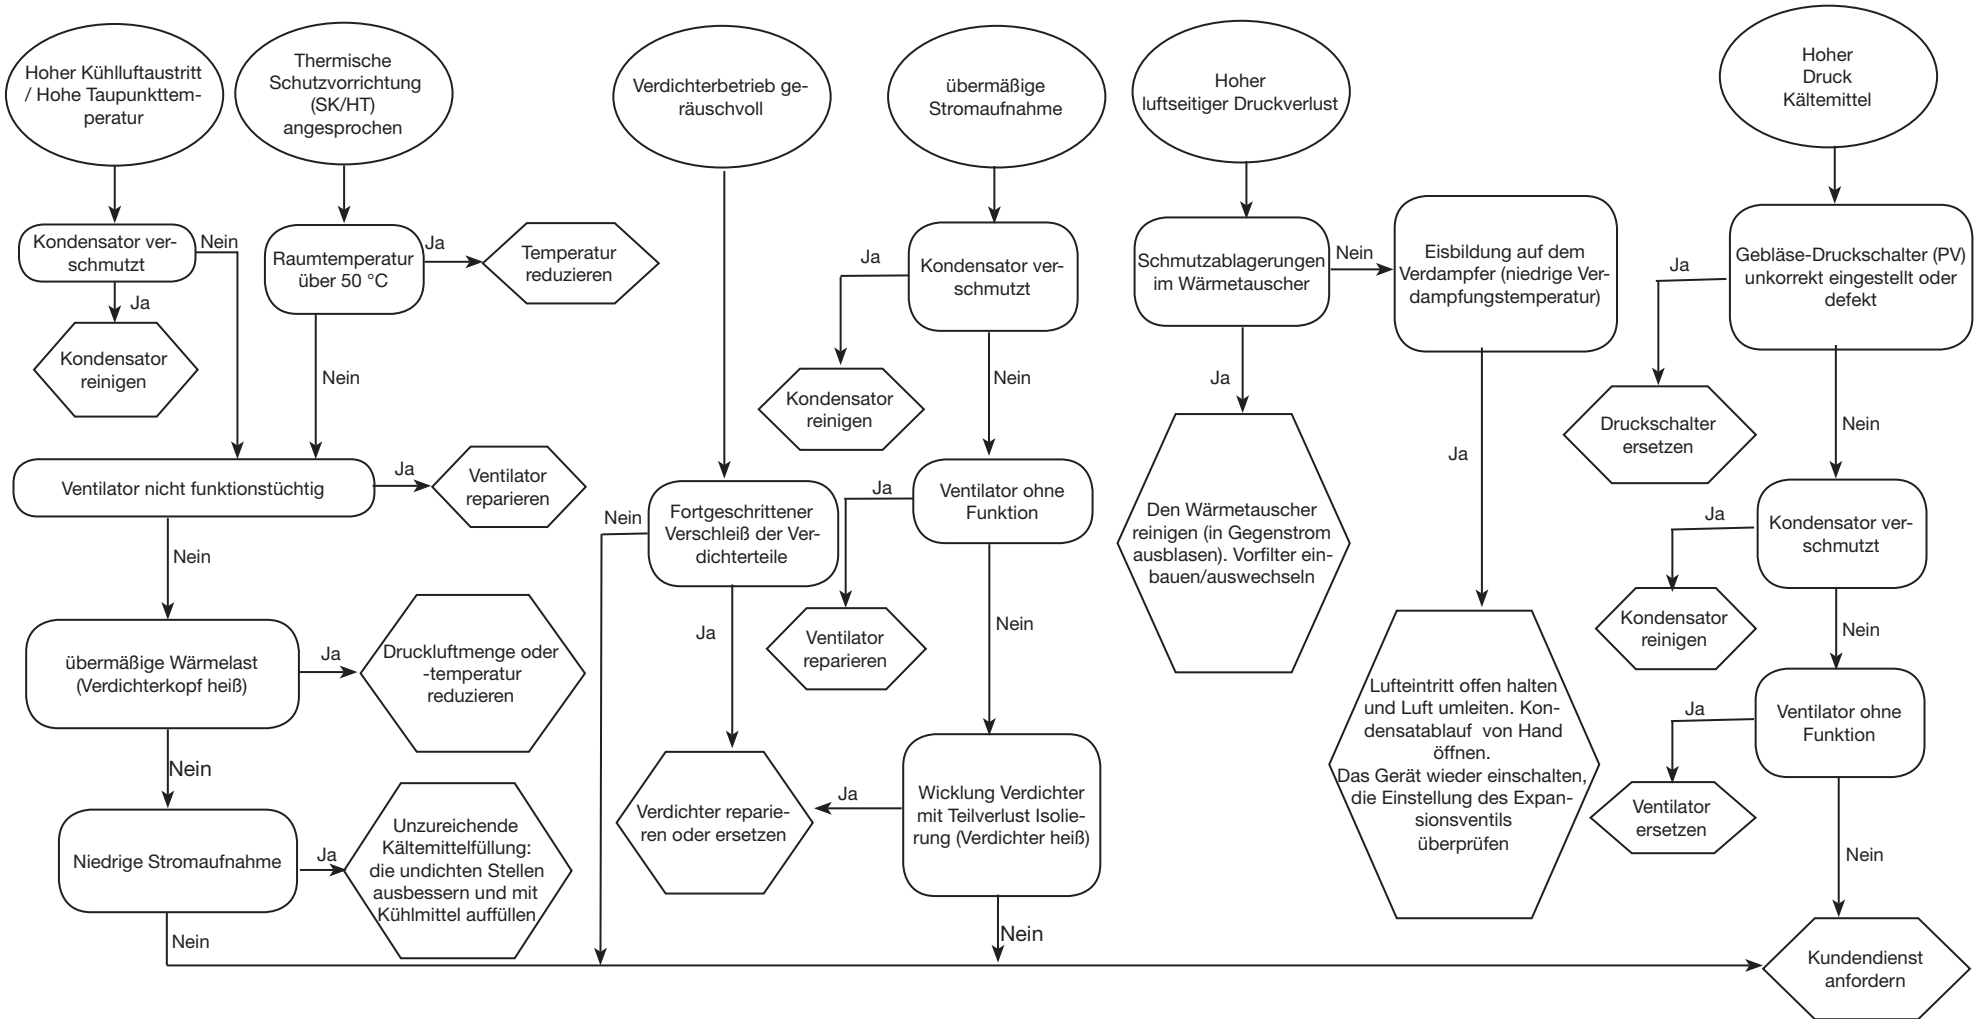 Hoher Kühlluftaustritt
/ Hohe Taupunkttem-
peratur
Thermische
Schutzvorrichtung
(SK/HT)
angesprochen
Verdichterbetrieb ge-
räuschvoll
übermäßige
Stromaufnahme
Hoher
luftseitiger Druckverlust
Hoher
Druck
Kältemittel
Kondensator ver-
schmutzt
Nein
Ja
Kondensator
reinigen
Raumtemperatur
über 50 °C
Ja
Temperatur
reduzieren
Nein
Ventilator nicht funktionstüchtig
Ja
Ventilator
reparieren
Nein
übermäßige Wärmelast
(Verdichterkopf heiß)
Ja
Druckluftmenge oder
-temperatur
reduzieren
Nein
Niedrige Stromaufnahme
Ja
Unzureichende
Kältemittelfüllung:
die undichten Stellen
ausbessern und mit
Kühlmittel auffüllen
Nein
Fortgeschrittener
Verschleiß der Ver-
dichterteile
Nein
Ja
Verdichter reparie-
ren oder ersetzen
Kondensator ver-
schmutzt
Ja
Kondensator
reinigen
Nein
Ventilator ohne
Funktion
Ja
Ventilator
reparieren
Nein
Wicklung Verdichter
mit Teilverlust Isolie-
rung (Verdichter heiß)
Ja
Nein
Schmutzablagerungen
im Wärmetauscher
Nein
Ja
Den Wärmetauscher
reinigen (in Gegenstrom
ausblasen). Vorfilter ein-
bauen/auswechseln
Eisbildung auf dem
Verdampfer (niedrige Ver-
dampfungstemperatur)
Ja
Lufteintritt offen halten
und Luft umleiten. Kon-
densatablauf von Hand
öffnen.
Das Gerät wieder einschalten,
die Einstellung des Expan-
sionsventils
überprüfen
Gebläse-Druckschalter (PV)
unkorrekt eingestellt oder
defekt
Ja
Druckschalter
ersetzen
Nein
Kondensator ver-
schmutzt
Ja
Kondensator
reinigen
Nein
Ventilator ohne
Funktion
Ja
Ventilator
ersetzen
Nein
Kundendienst
anfordern